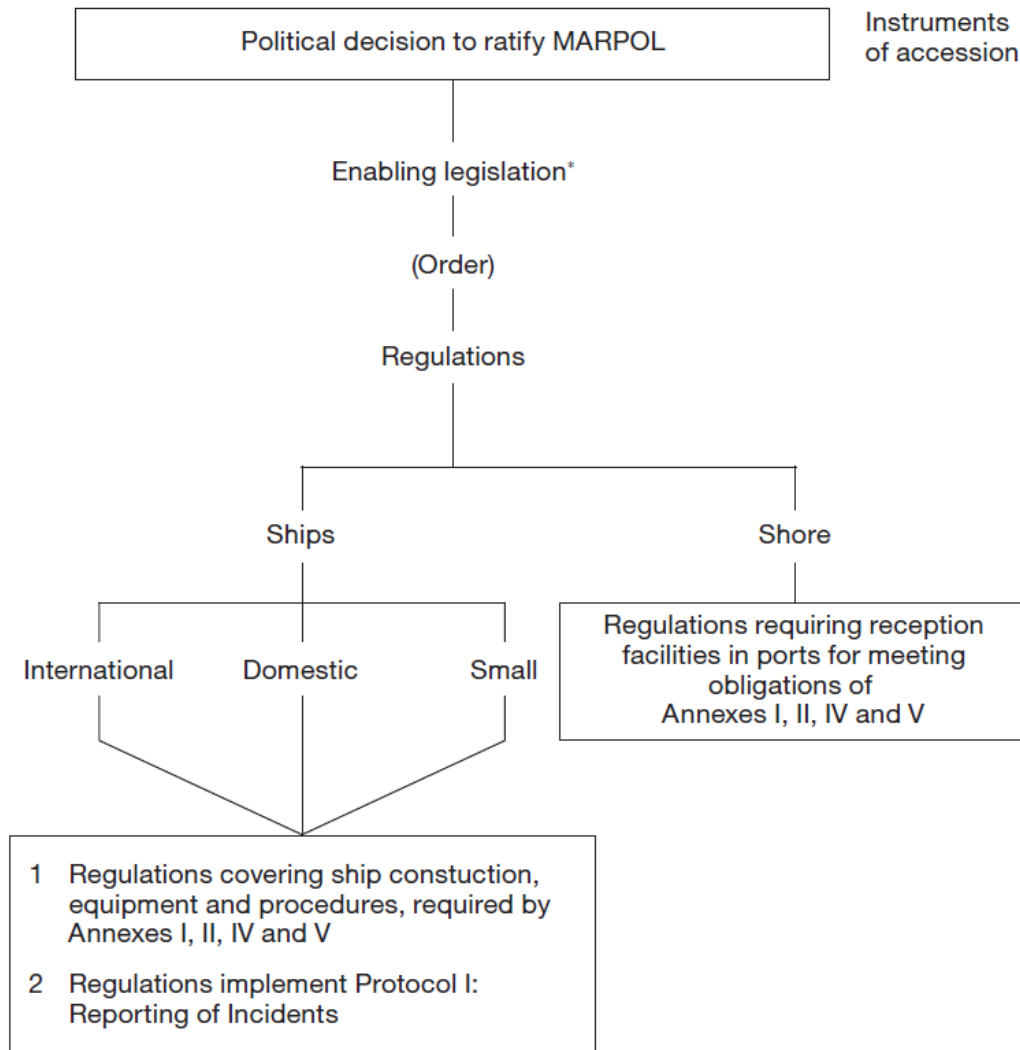 Political decision to ratify MARPOL
Instruments
of accession
Enabling legislation*
(Order)
Regulations
Ships
Shore
International
Domestic
Small
Regulations requiring reception
facilities in ports for meeting
obligations of
Annexes I, II, IV and V
1 Regulations covering ship constuction,
equipment and procedures, required by
Annexes I, II, IV and V
2 Regulations implement Protocol I:
Reporting of Incidents